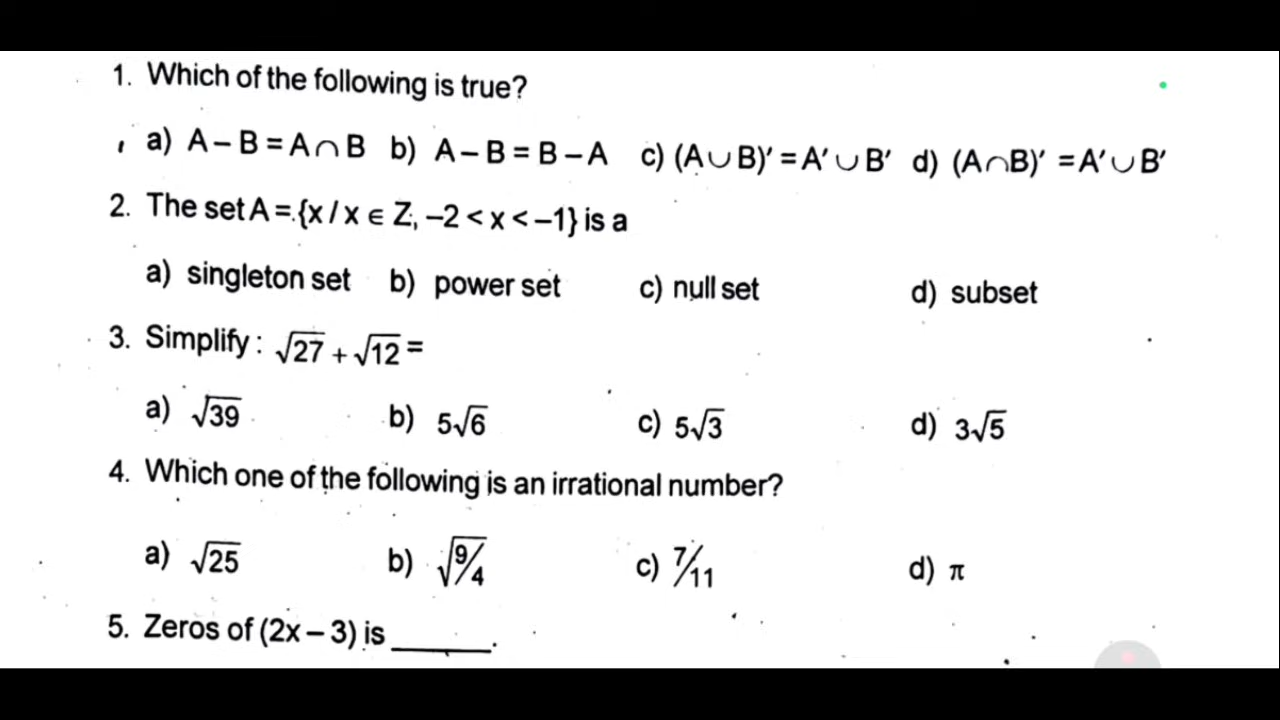 1. Which of the following is true?
a) A – B = A ∩ B b) A – B = B – A c) (A ∪ B)′ = A′ ∪ B′ d) (A∩B)′ = A′ ∪ B′
2. The set A = {x / x ∈ Z, –2 < x < –1} is a
a) singleton set b) power set c) null set d) subset
3. Simplify : √27 + √12 =
a) √39 b) 5√6 c) 5√3 d) 3√5
4. Which one of the following is an irrational number?
a) √25 b) √9/4 c) 7/11 d) π
5. Zeros of (2x – 3) is ______.